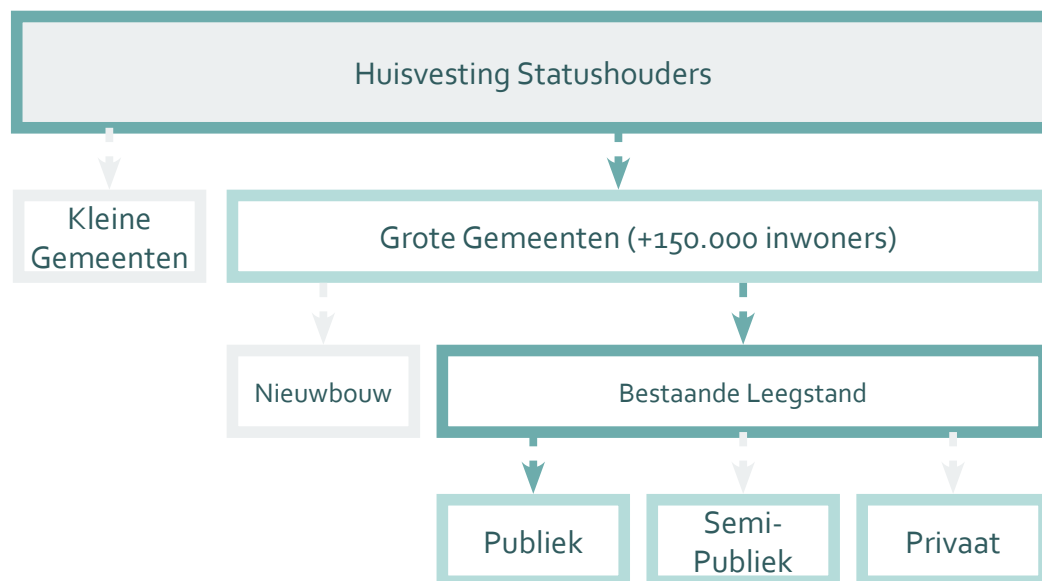 Huisvesting Statushouders
Kleine
Gemeenten
Grote Gemeenten (+150.000 inwoners)
Nieuwbouw
Bestaande Leegstand
Publiek
Semi-
Publiek
Privaat